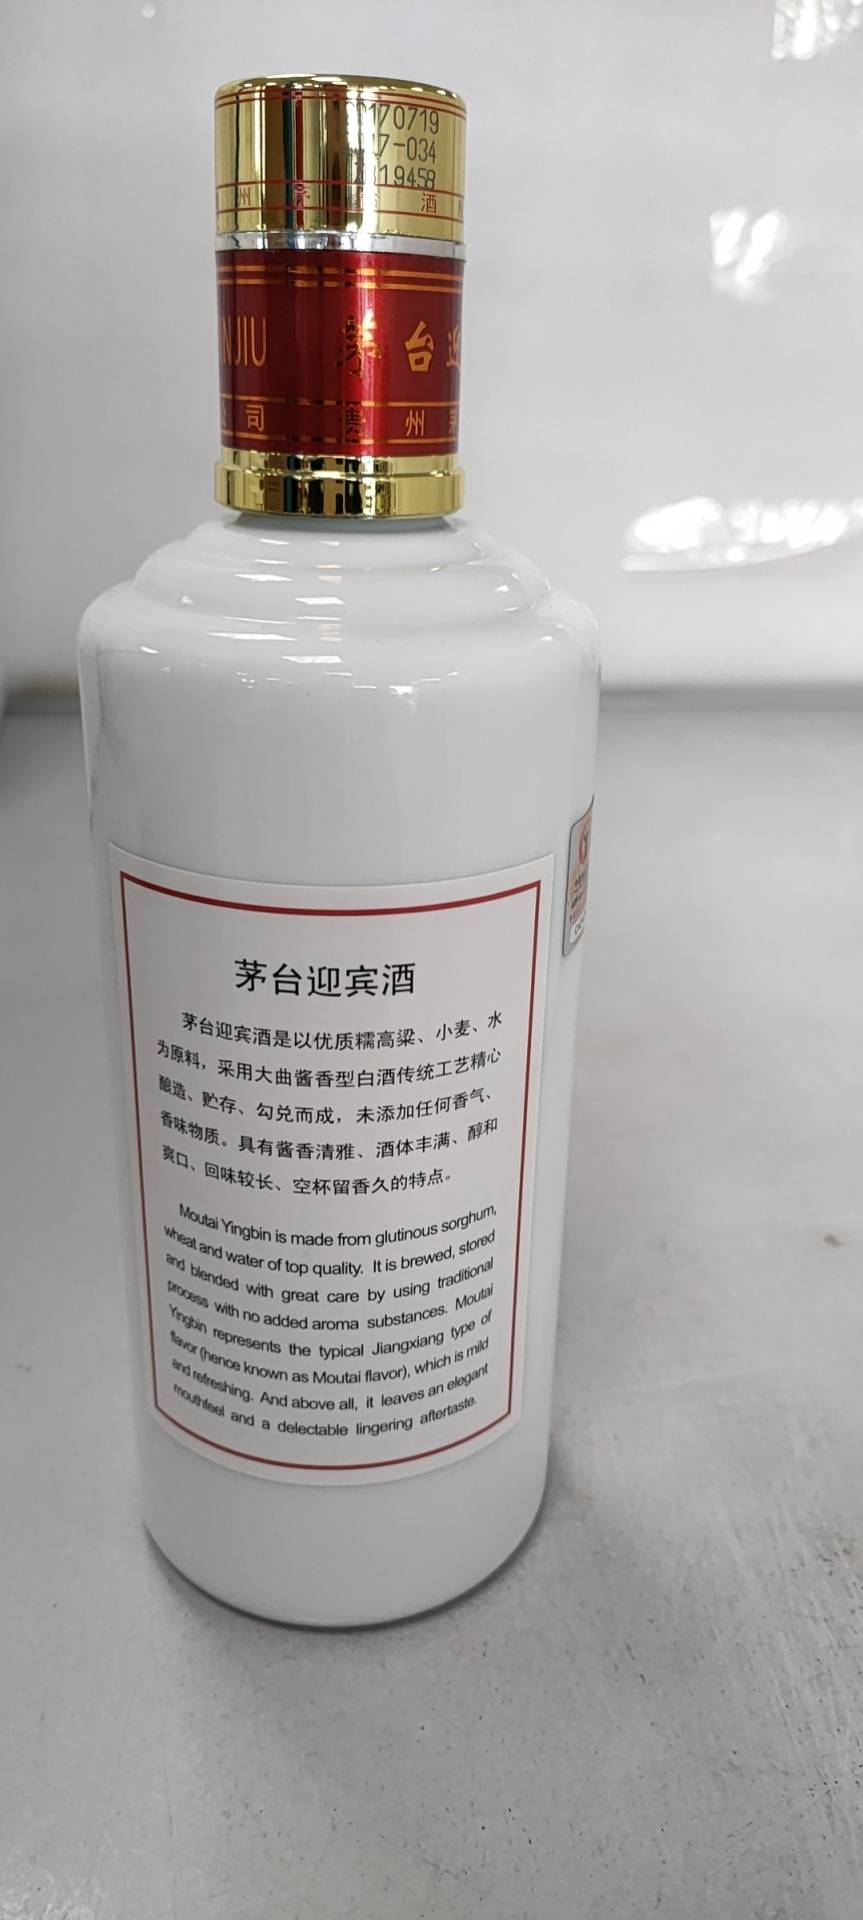 20170719
2017-034
19458
州茅台酒
NJIU 茅台迎
公司 贵州茅
茅台迎宾酒
茅台迎宾酒是以优质糯高粱、小麦、水
为原料，采用大曲酱香型白酒传统工艺精心
酿造、贮存、勾兑而成，未添加任何香气、
香味物质。具有酱香清雅、酒体丰满、醇和
爽口、回味较长、空杯留香久的特点。
Moutai Yingbin is made from glutinous sorghum,
wheat and water of top quality. It is brewed, stored
and blended with great care by using traditional
process with no added aroma substances. Moutai
Yingbin represents the typical Jiangxiang type of
flavor (hence known as Moutai flavor), which is mild
and refreshing. And above all, it leaves an elegant
mouthfeel and a delectable lingering aftertaste.